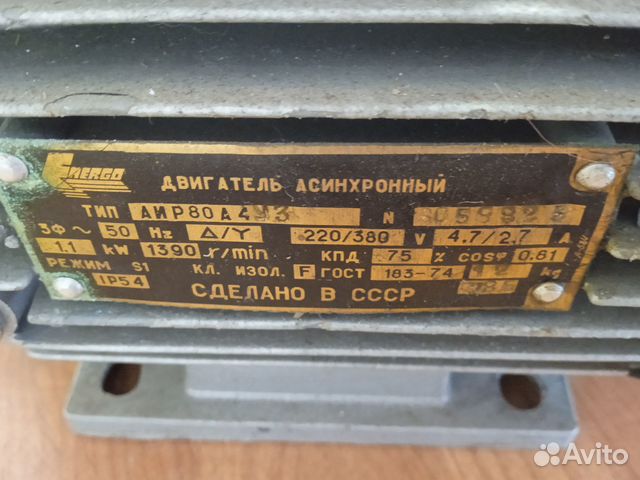 ENERGO
ДВИГАТЕЛЬ АСИНХРОННЫЙ
ТИП АИР80А4 93 N
3Ф ~ 50 Hz Δ/Y 220/380 V 4.7/2.7 A
1.1 kW 1390 r/min КПД 75 % COSφ 0.81
РЕЖИМ S1 КЛ. ИЗОЛ. F ГОСТ 183-74 kg
IP54 СДЕЛАНО В СССР
Avito